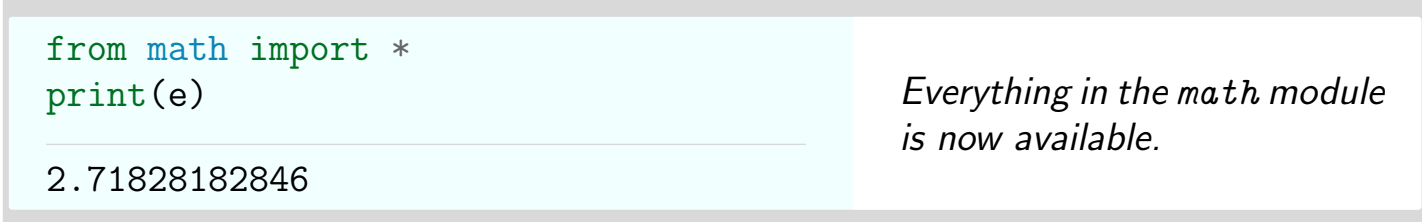 from math import *
print(e)
2.71828182846
Everything in the math module
is now available.